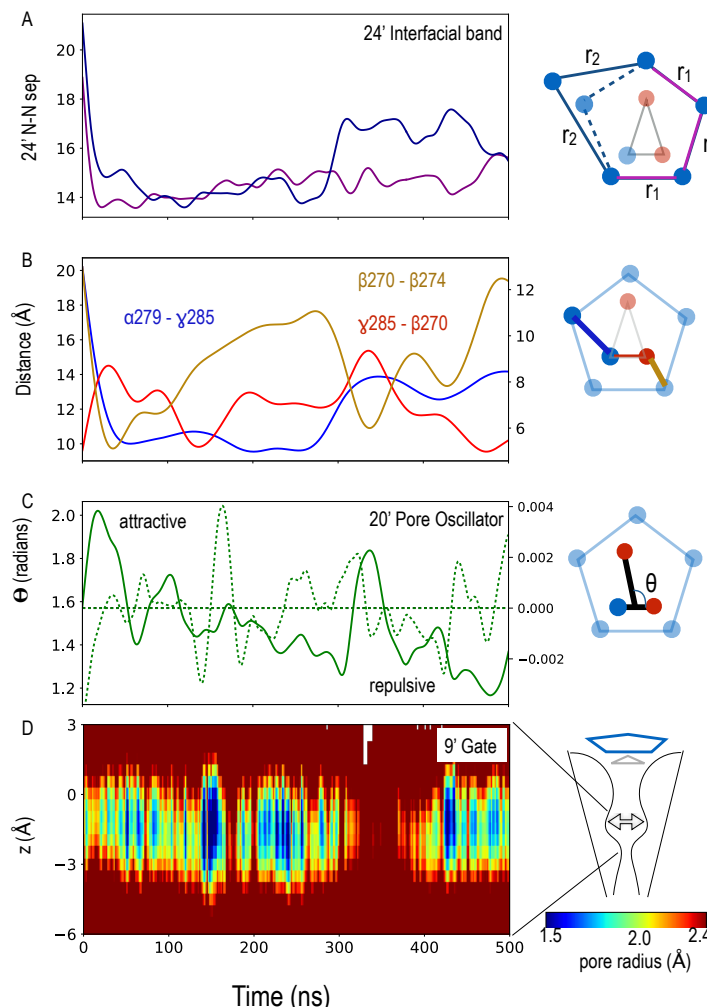 A
24' Interfacial band
24' N-N sep
20
18
16
14
r2
r1
r2
r
r1
B
β270 - β274
α279 - ɣ285
ɣ285 - β270
Distance (Å)
20
18
16
14
12
10
12
10
8
6
C
attractive
20' Pore Oscillator
repulsive
Θ (radians)
2.0
1.8
1.6
1.4
1.2
0.004
0.002
0.000
−0.002
θ
D
9' Gate
z (Å)
3
0
−3
−6
0 100 200 300 400 500
Time (ns)
1.5 2.0 2.4
pore radius (Å)